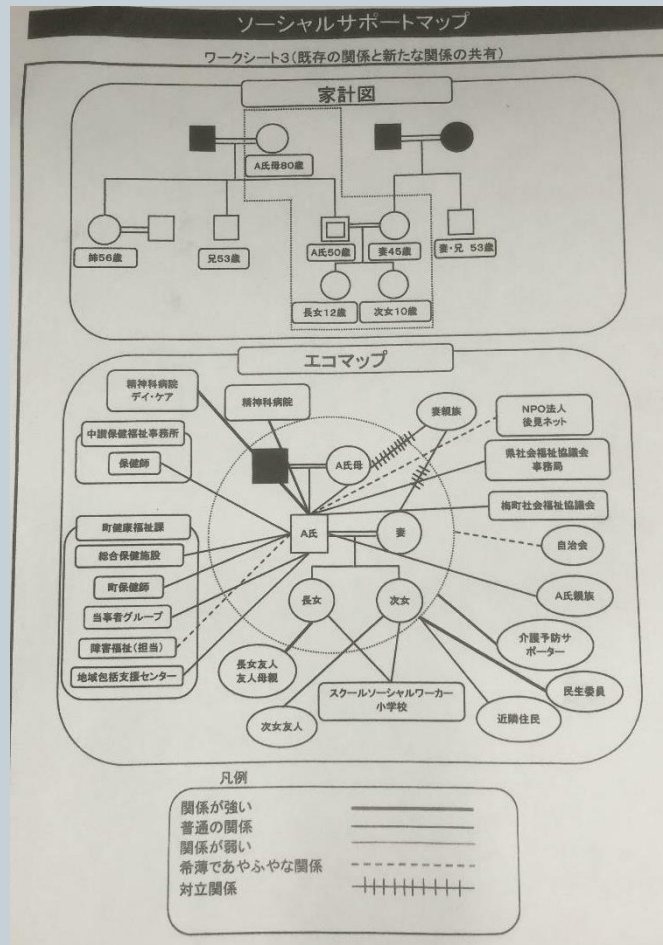 ソーシャルサポートマップ
ワークシート3(既存の関係と新たな関係の共有)
家計図
A氏母80歳
姉56歳
兄53歳
A氏50歳
妻45歳
妻・兄 53歳
長女12歳
次女10歳
エコマップ
精神科病院
デイ・ケア
精神科病院
妻親族
NPO法人
後見ネット
中讃保健福祉事務所
保健師
A氏母
県社会福祉協議会
事務局
梅町社会福祉協議会
町健康福祉課
A氏
妻
自治会
総合保健施設
町保健師
A氏親族
当事者グループ
長女
次女
介護予防サ
ポーター
障害福祉(担当)
地域包括支援センター
長女友人
友人母親
スクールソーシャルワーカー
小学校
民生委員
次女友人
近隣住民
凡例
関係が強い
普通の関係
関係が弱い
希薄であやふやな関係
対立関係